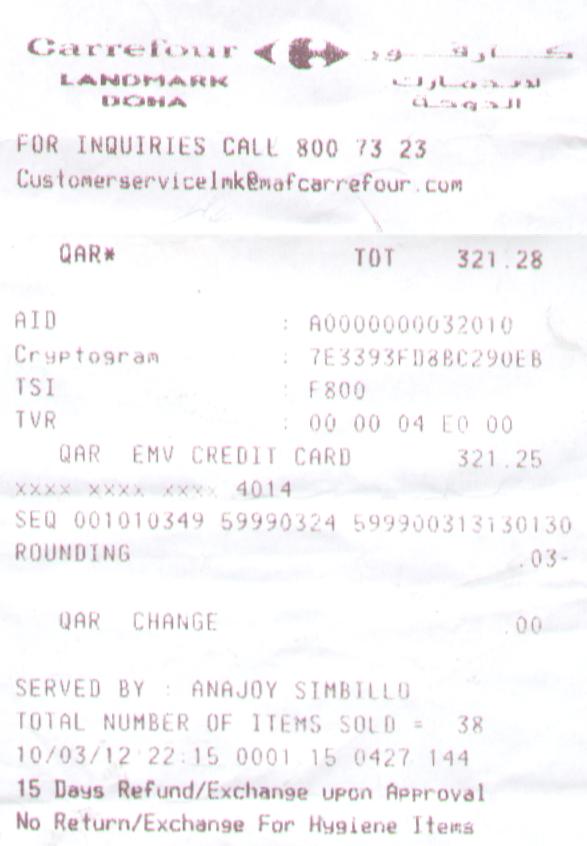 Carrefour كارفور
LANDMARK لاندمارك
DOHA الدوحة
FOR INQUIRIES CALL 800 73 23
Customerservicelmk@mafcarrefour.com
QAR* TOT 321.28
AID : A0000000032010
Cryptogram : 7E3393FD8BC290EB
TSI : F800
TVR : 00 00 04 E0 00
QAR EMV CREDIT CARD 321.25
xxxx xxxx xxxx 4014
SEQ 001010349 59990324 599900313130130
ROUNDING .03-
QAR CHANGE .00
SERVED BY : ANAJOY SIMBILLO
TOTAL NUMBER OF ITEMS SOLD = 38
10/03/12 22:15 0001 15 0427 144
15 Days Refund/Exchange upon Approval
No Return/Exchange For Hygiene Items